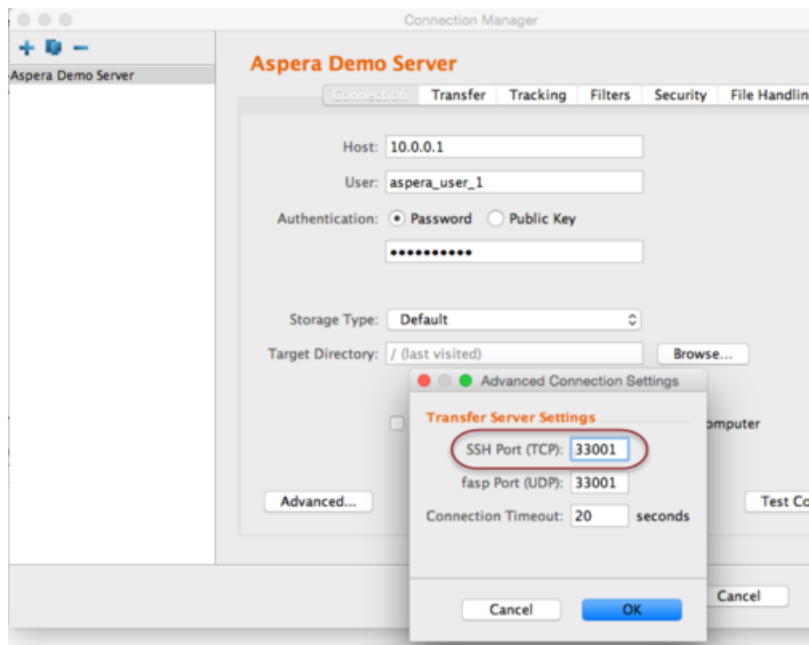 Connection Manager
Aspera Demo Server
Aspera Demo Server
Connection Transfer Tracking Filters Security File Handlin
Host: 10.0.0.1
User: aspera_user_1
Authentication: Password Public Key
Storage Type: Default
Target Directory: / (last visited) Browse...
Advanced Connection Settings
Transfer Server Settings
omputer
SSH Port (TCP): 33001
fasp Port (UDP): 33001
Advanced... Test Co
Connection Timeout: 20 seconds
Cancel OK Cancel